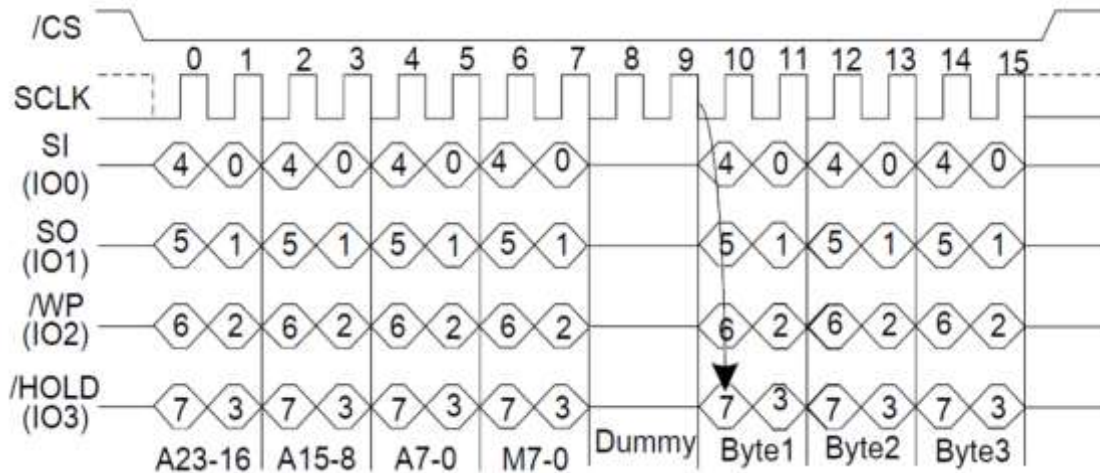 /CS
0 1 2 3 4 5 6 7 8 9 10 11 12 13 14 15
SCLK
SI
(IO0) 4 0 4 0 4 0 4 0 4 0 4 0 4 0
SO
(IO1) 5 1 5 1 5 1 5 1 5 1 5 1 5 1
/WP
(IO2) 6 2 6 2 6 2 6 2 6 2 6 2 6 2
/HOLD
(IO3) 7 3 7 3 7 3 7 3 7 3 7 3 7 3
A23-16 A15-8 A7-0 M7-0 Dummy Byte1 Byte2 Byte3